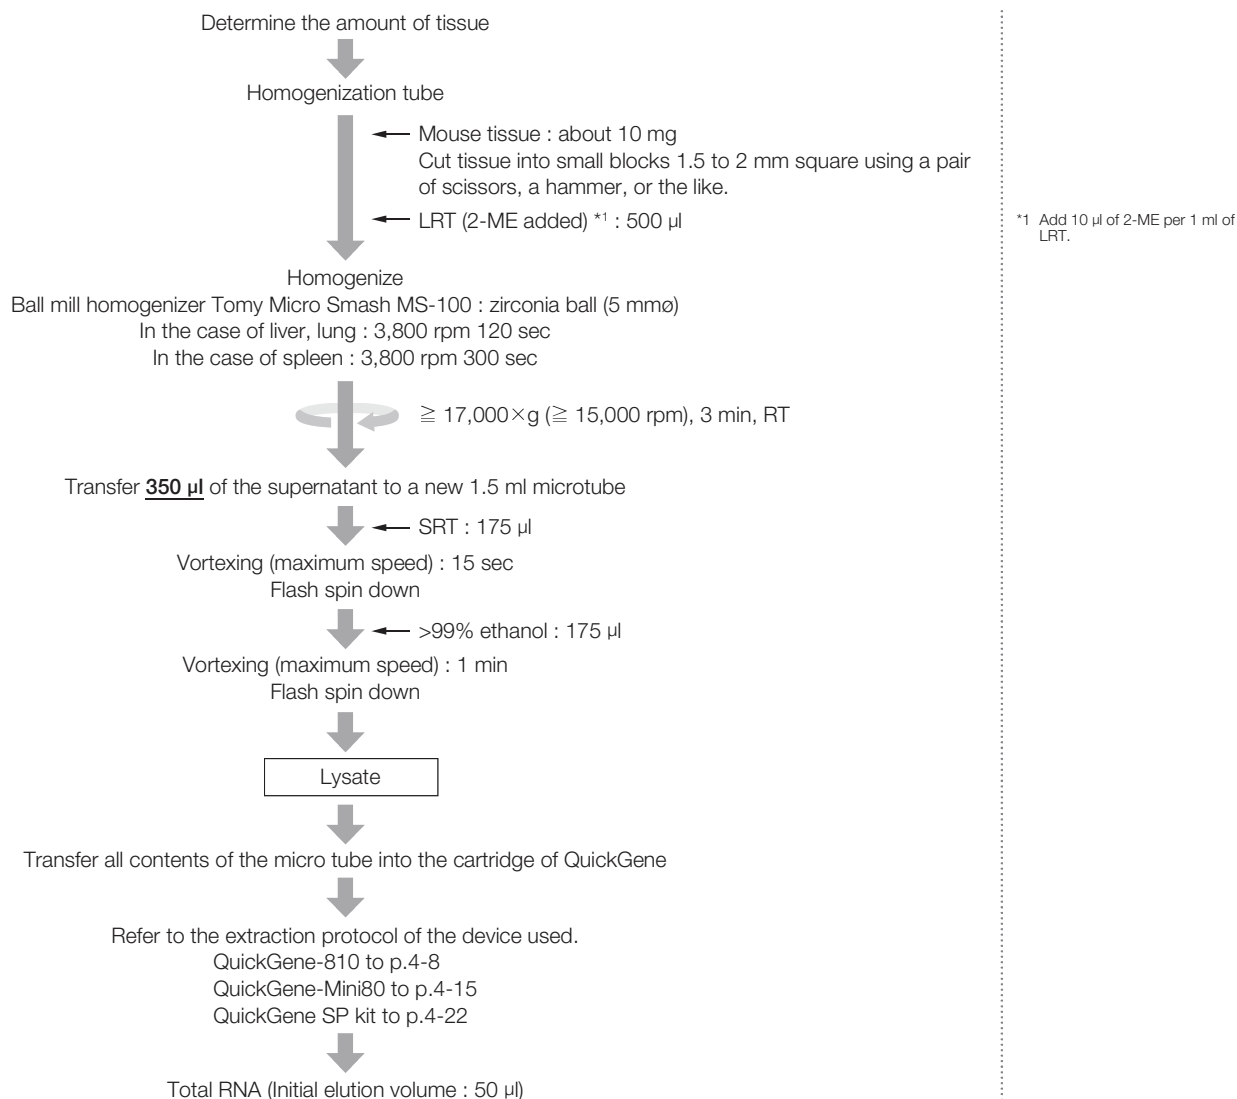 Determine the amount of tissue
Homogenization tube
Mouse tissue : about 10 mg
Cut tissue into small blocks 1.5 to 2 mm square using a pair
of scissors, a hammer, or the like.
LRT (2-ME added) *1 : 500 μl
*1 Add 10 μl of 2-ME per 1 ml of
LRT.
Homogenize
Ball mill homogenizer Tomy Micro Smash MS-100 : zirconia ball (5 mmø)
In the case of liver, lung : 3,800 rpm 120 sec
In the case of spleen : 3,800 rpm 300 sec
≧ 17,000×g (≧ 15,000 rpm), 3 min, RT
Transfer 350 μl of the supernatant to a new 1.5 ml microtube
SRT : 175 μl
Vortexing (maximum speed) : 15 sec
Flash spin down
>99% ethanol : 175 μl
Vortexing (maximum speed) : 1 min
Flash spin down
Lysate
Transfer all contents of the micro tube into the cartridge of QuickGene
Refer to the extraction protocol of the device used.
QuickGene-810 to p.4-8
QuickGene-Mini80 to p.4-15
QuickGene SP kit to p.4-22
Total RNA (Initial elution volume : 50 μl)